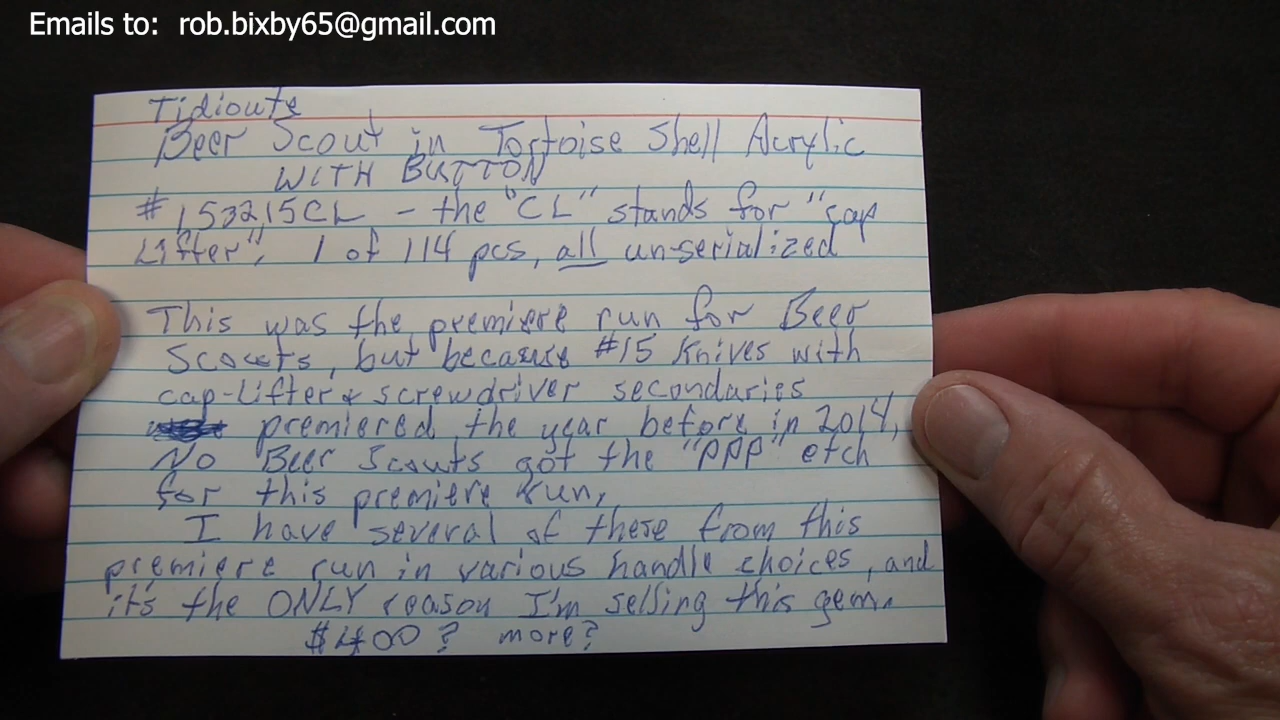 Emails to: rob.bixby65@gmail.com
Tidioute
Beer Scout in Tortoise Shell Acrylic
WITH BUTTON
# 153215CL - the "CL" stands for "cap
Lifter", 1 of 114 pcs, all un-serialized
This was the premiere run for Beer
Scouts, but because #15 Knives with
cap-Lifter & screwdriver secondaries
premiered the year before in 2014,
No Beer Scouts got the "PPP" etch
for this premiere run,
I have several of these from this
premiere run in various handle choices, and
it's the ONLY reason I'm selling this gem.
$400? more?